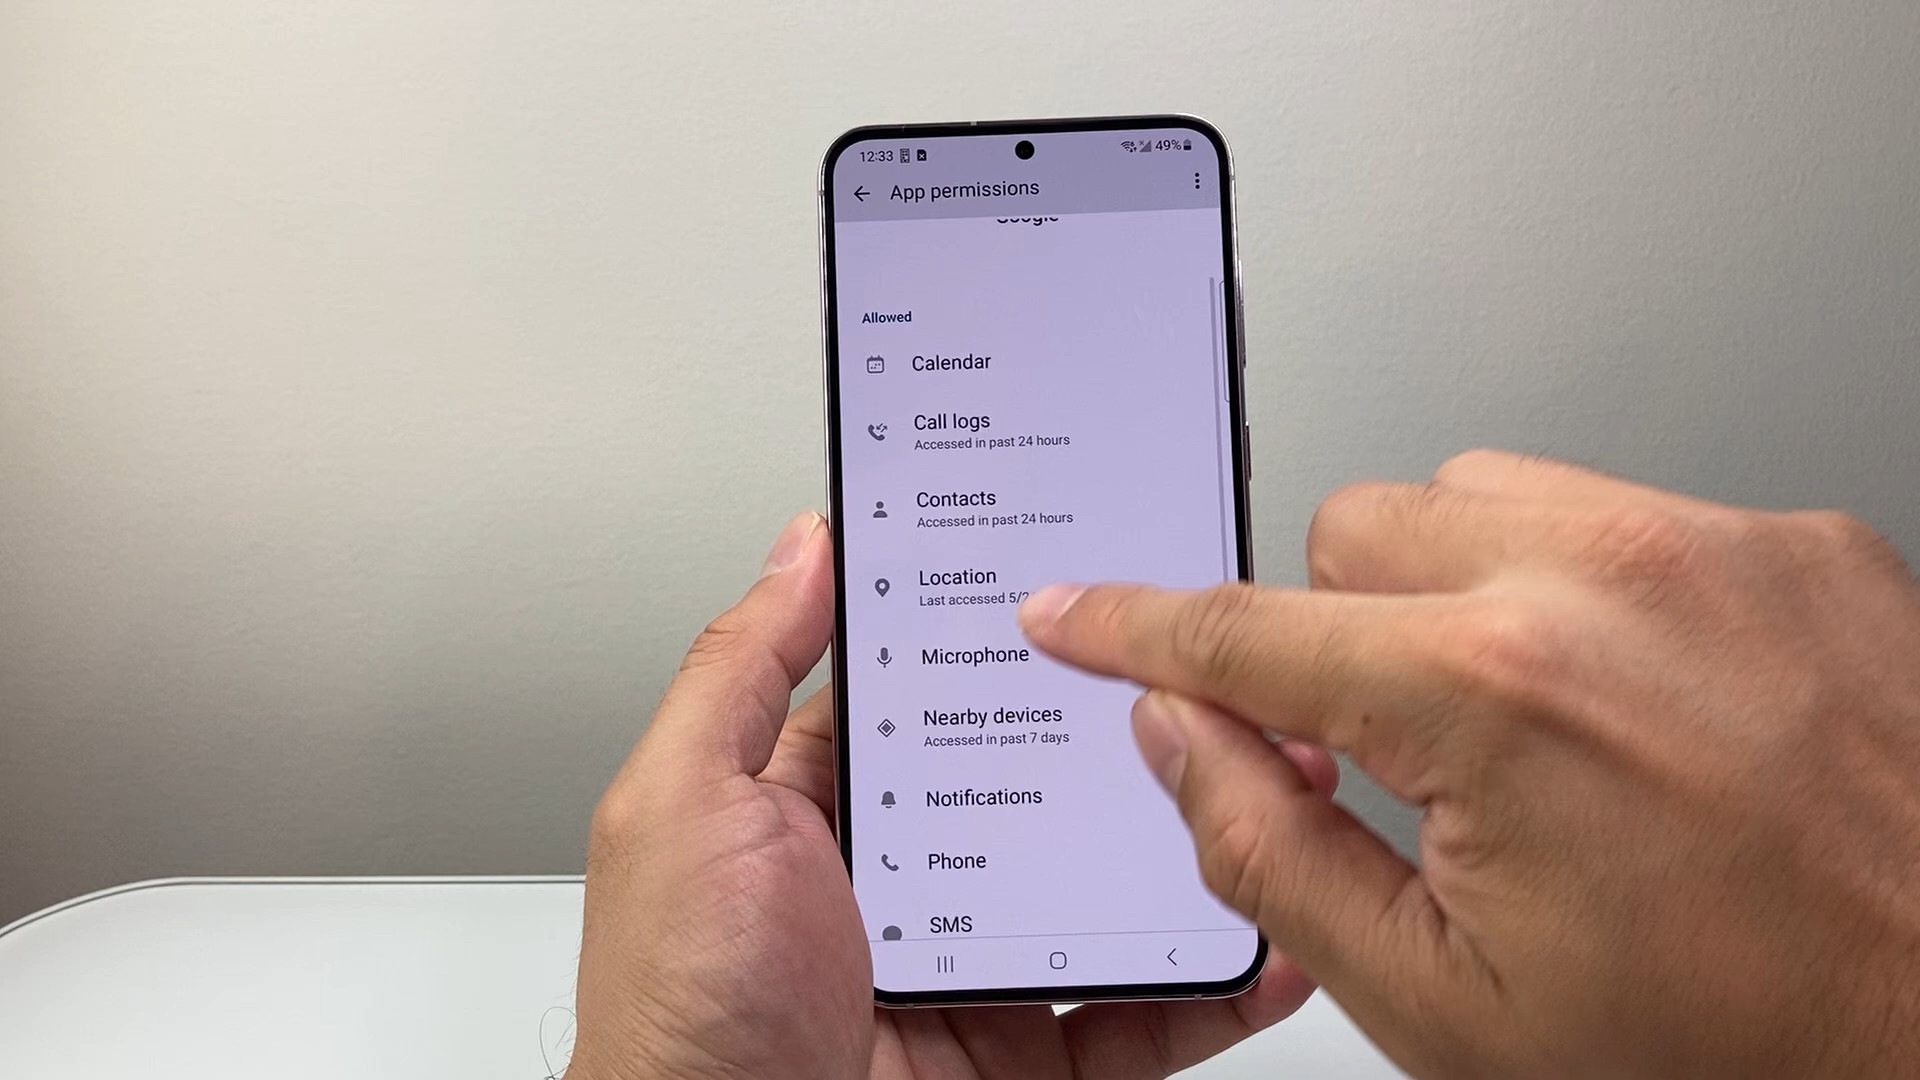 12:33
49%
App permissions
Google
Allowed
Calendar
Call logs
Accessed in past 24 hours
Contacts
Accessed in past 24 hours
Location
Last accessed 5/2
Microphone
Nearby devices
Accessed in past 7 days
Notifications
Phone
SMS